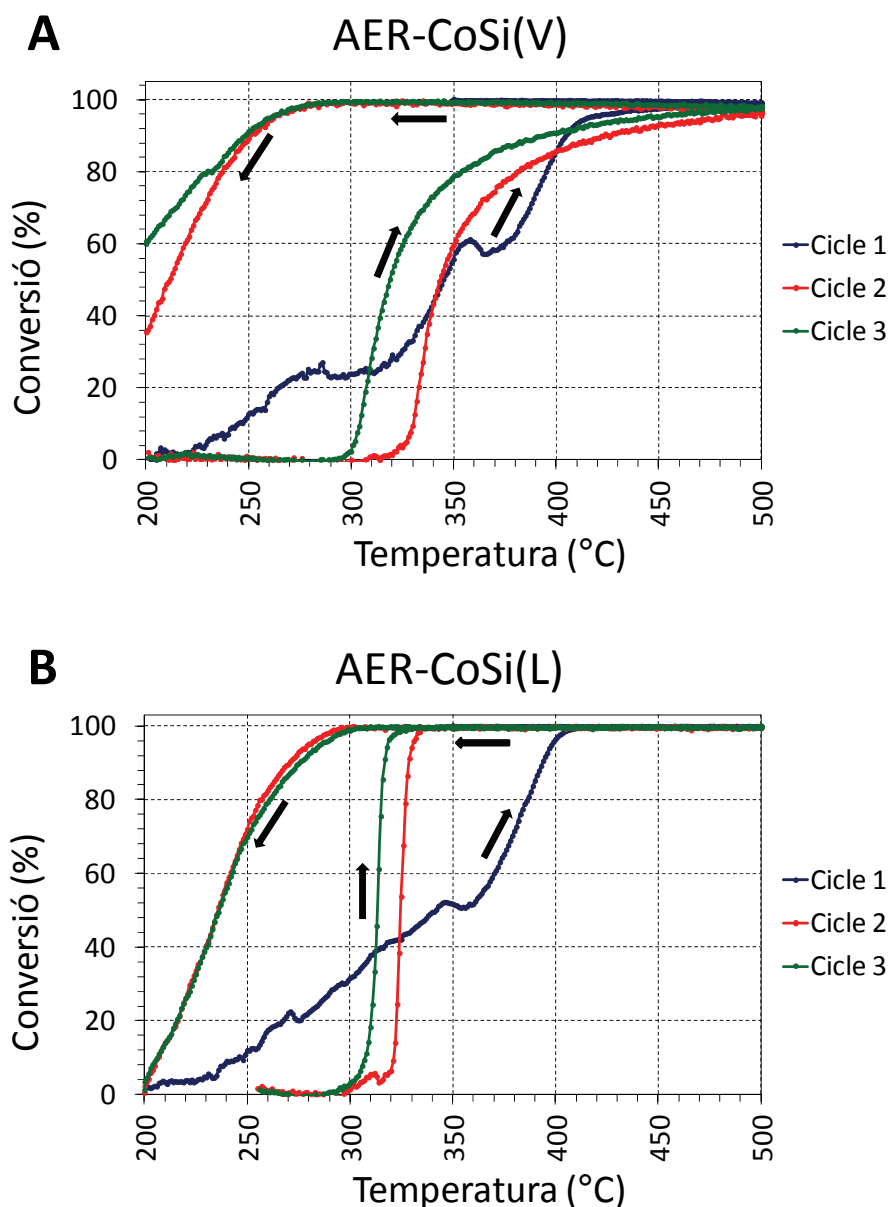 A
AER-CoSi(V)
Conversió (%)
100
80
60
40
20
0
200
250
300
350
400
450
500
Temperatura (°C)
Cicle 1
Cicle 2
Cicle 3
B
AER-CoSi(L)
Conversió (%)
100
80
60
40
20
0
200
250
300
350
400
450
500
Temperatura (°C)
Cicle 1
Cicle 2
Cicle 3